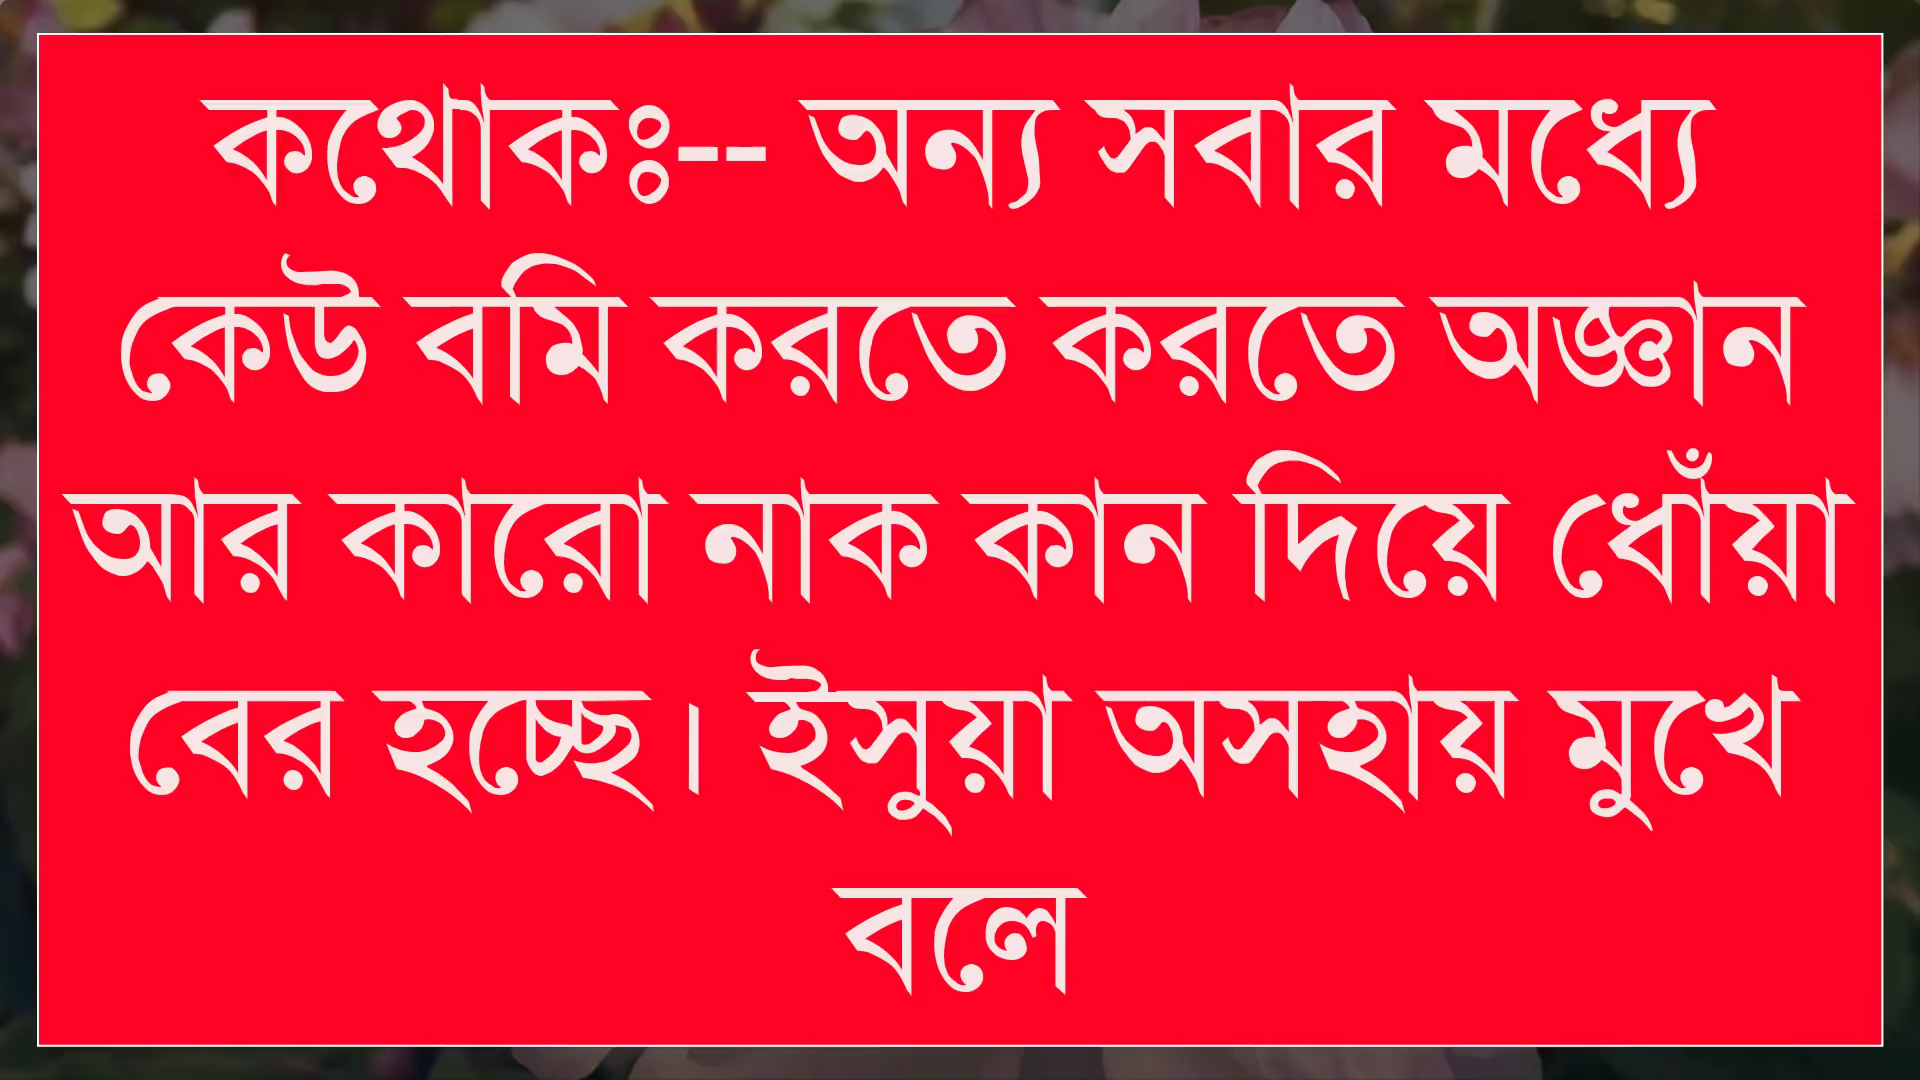 কথোকঃ-- অন্য সবার মধ্যে
কেউ বমি করতে করতে অজ্ঞান
আর কারো নাক কান দিয়ে ধোঁয়া
বের হচ্ছে। ইসুয়া অসহায় মুখে
বলে